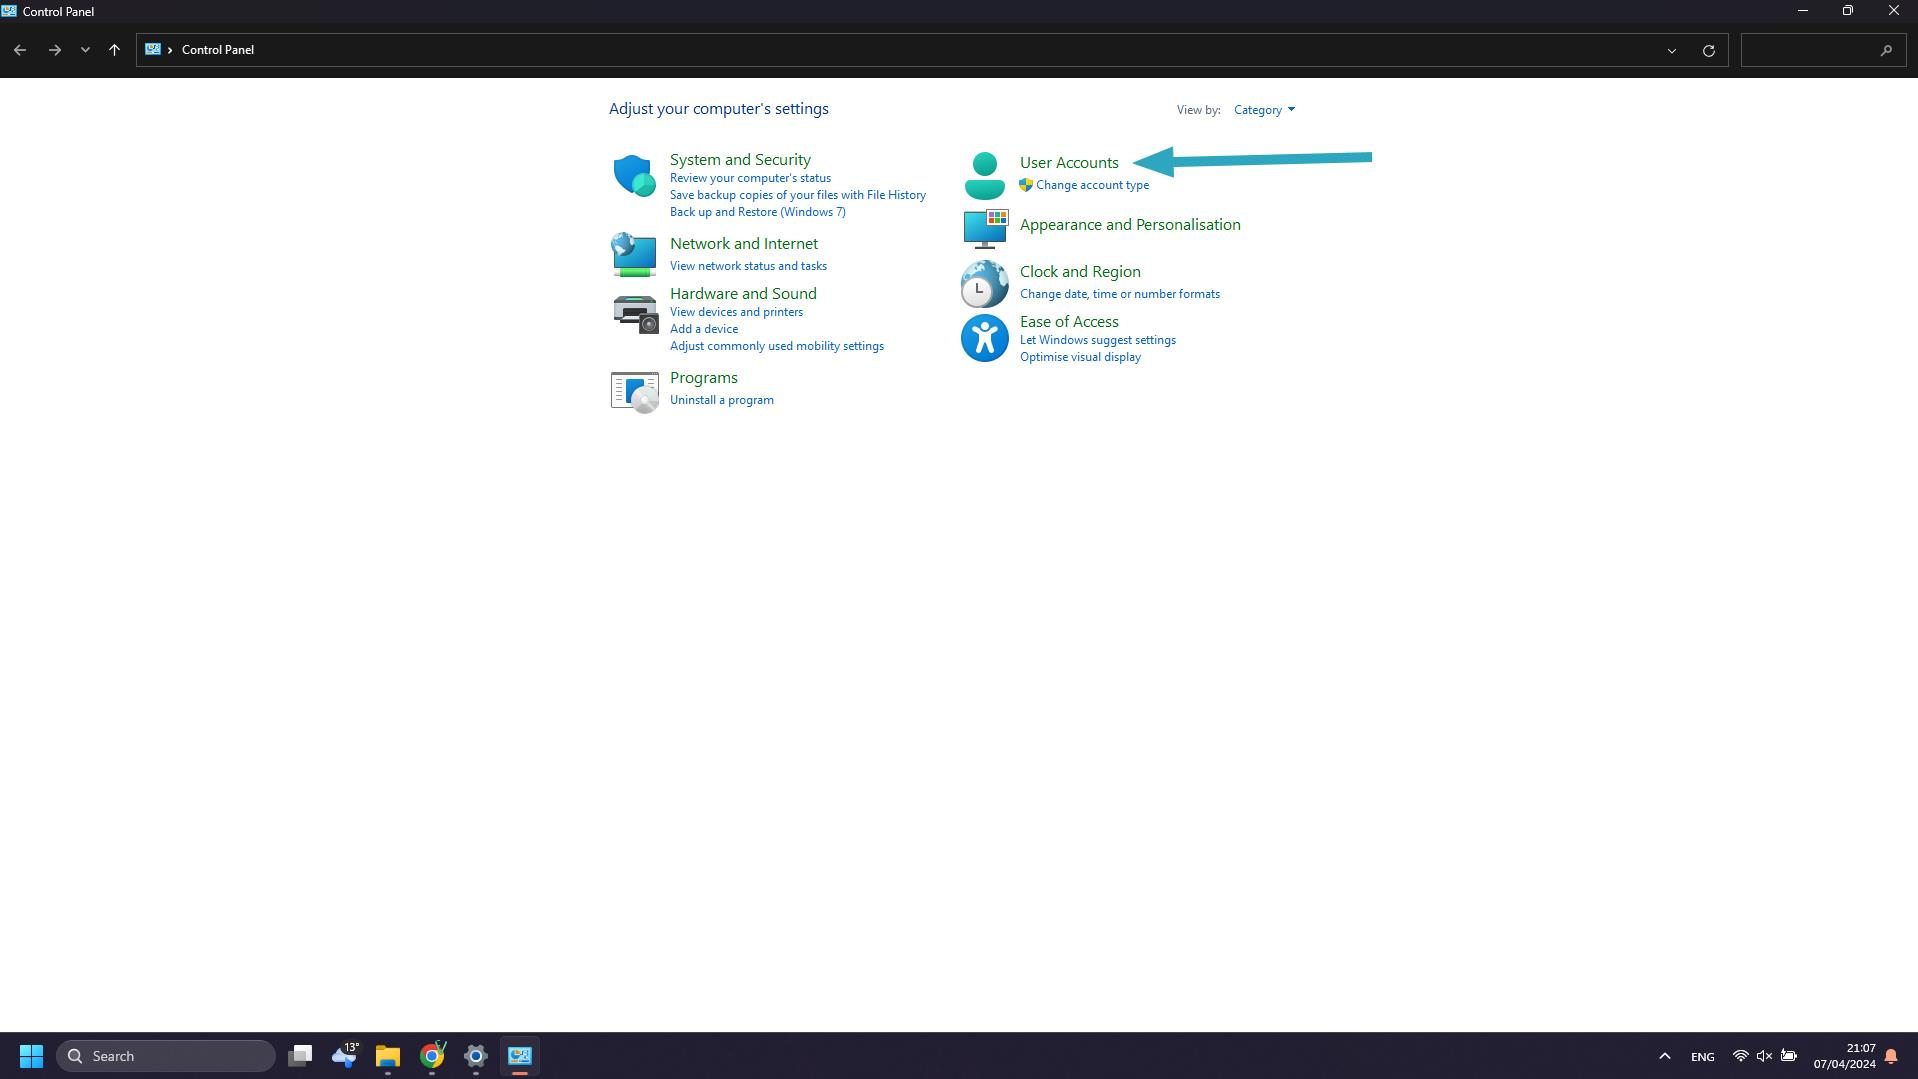 Control Panel
Control Panel
Adjust your computer's settings
View by: Category
System and Security
Review your computer's status
Save backup copies of your files with File History
Back up and Restore (Windows 7)
Network and Internet
View network status and tasks
Hardware and Sound
View devices and printers
Add a device
Adjust commonly used mobility settings
Programs
Uninstall a program
User Accounts
Change account type
Appearance and Personalisation
Clock and Region
Change date, time or number formats
Ease of Access
Let Windows suggest settings
Optimise visual display
Search
13°
ENG
21:07
07/04/2024